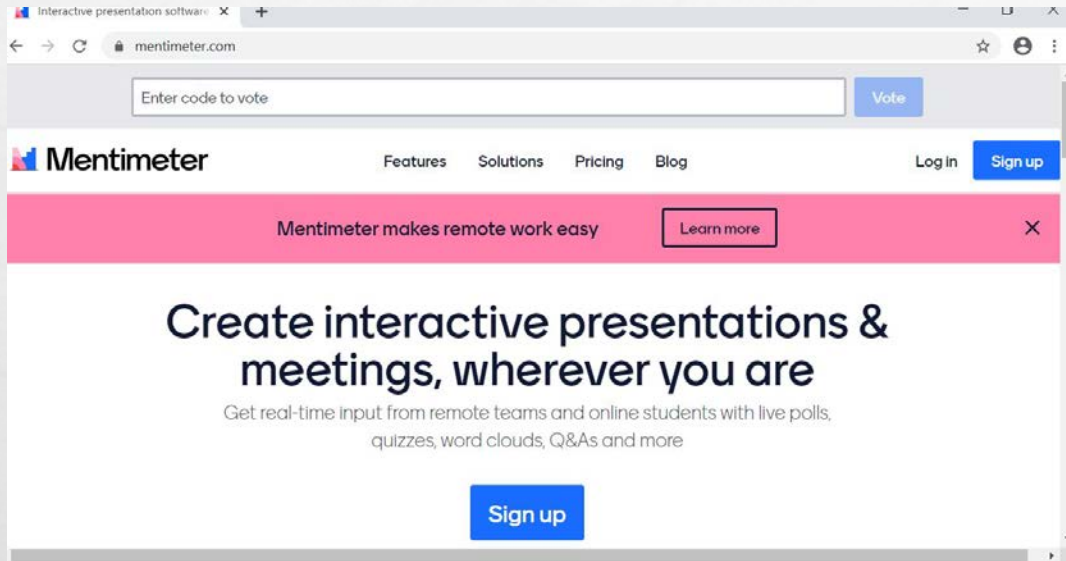 Interactive presentation software
mentimeter.com
Enter code to vote
Vote
Mentimeter
Features Solutions Pricing Blog
Log in Sign up
Mentimeter makes remote work easy
Learn more
Create interactive presentations &
meetings, wherever you are
Get real-time input from remote teams and online students with live polls,
quizzes, word clouds, Q&As and more
Sign up